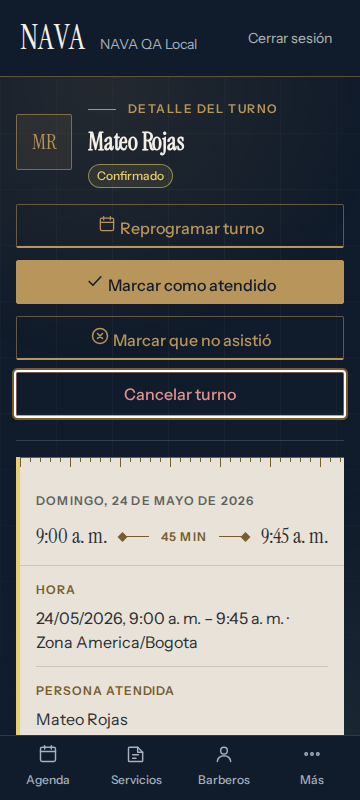 NAVA NAVA QA Local Cerrar sesión
DETALLE DEL TURNO
MR
Mateo Rojas
Confirmado
Reprogramar turno
Marcar como atendido
Marcar que no asistió
Cancelar turno
DOMINGO, 24 DE MAYO DE 2026
9:00 a. m. 45 MIN 9:45 a. m.
HORA
24/05/2026, 9:00 a. m. – 9:45 a. m. ·
Zona America/Bogota
PERSONA ATENDIDA
Mateo Rojas
Agenda Servicios Barberos Más